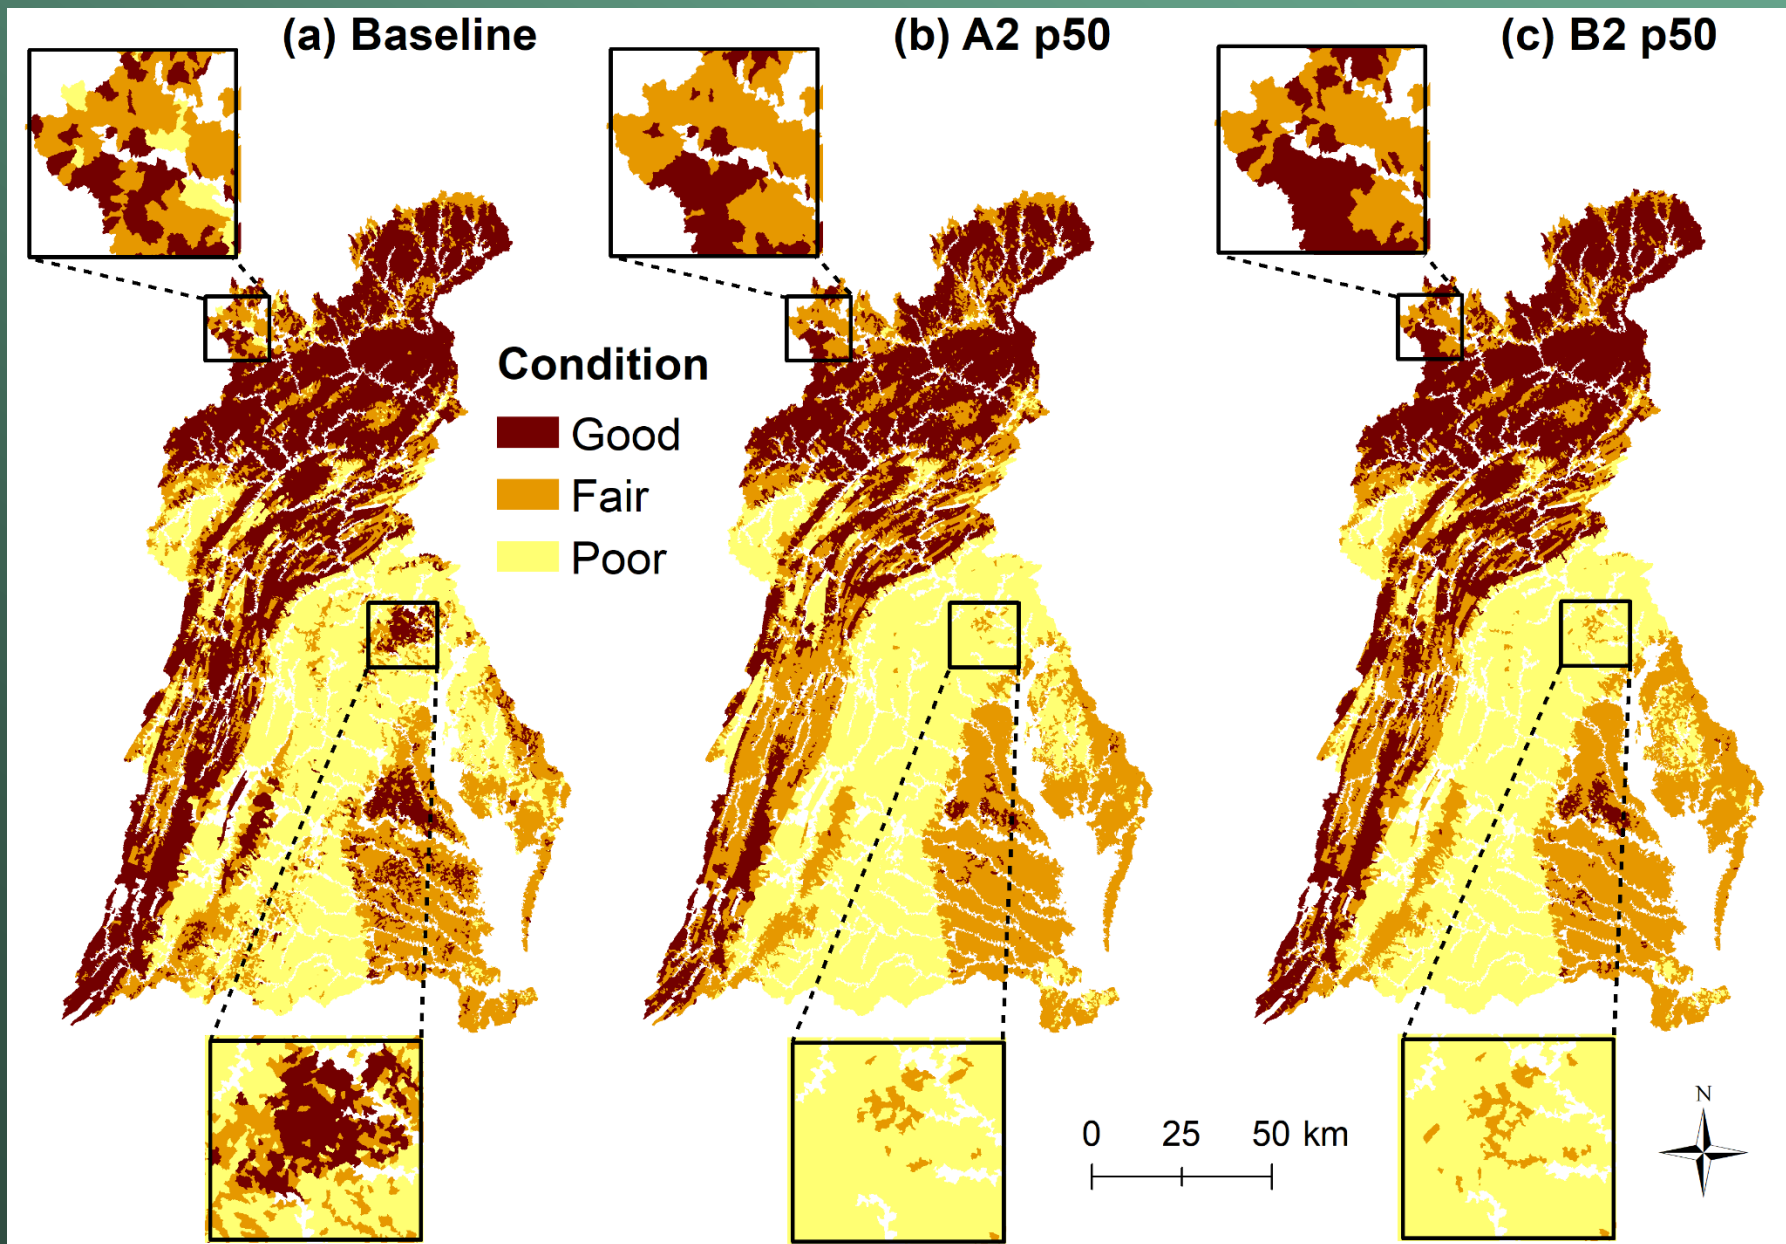 (a) Baseline
(b) A2 p50
(c) B2 p50
Condition
Good
Fair
Poor
0 25 50 km
N